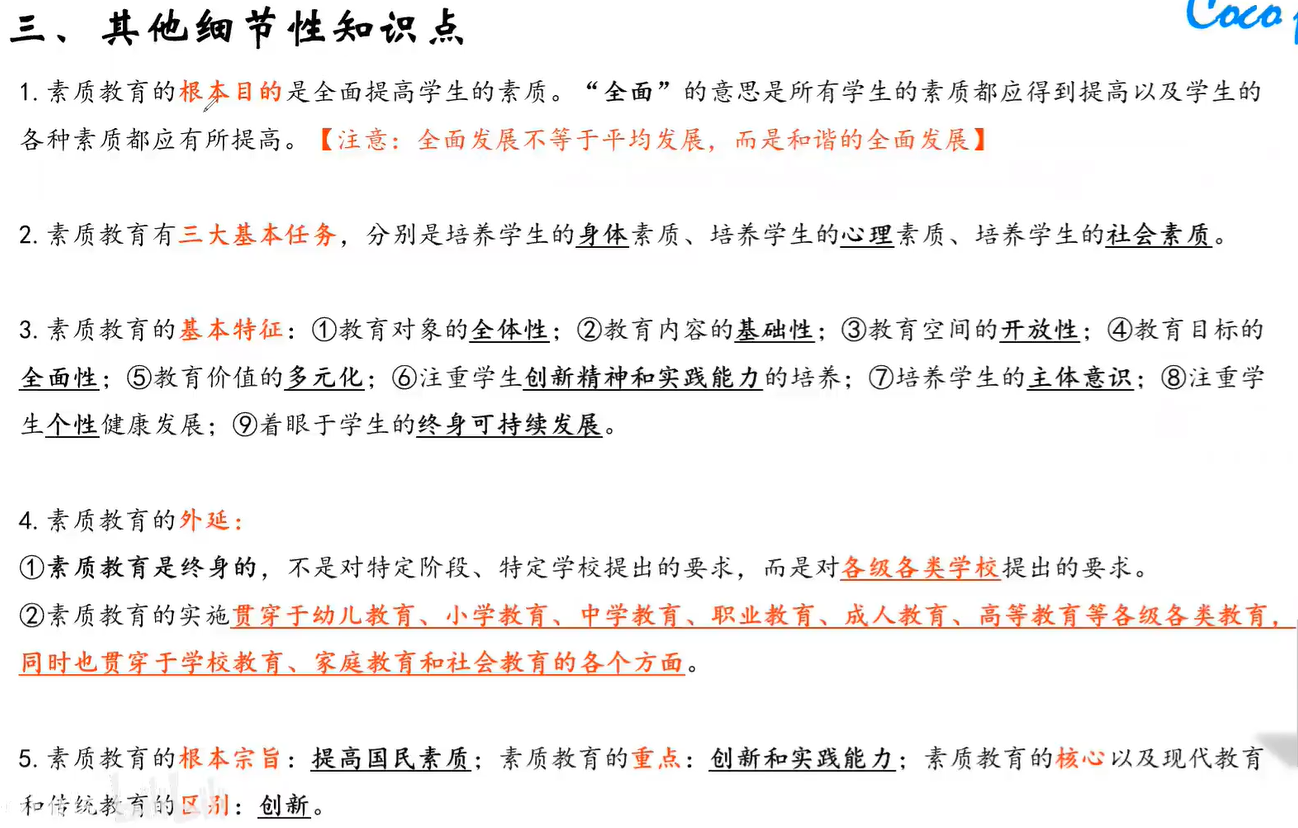 三、其他细节性知识点
Coco
1. 素质教育的根本目的是全面提高学生的素质。“全面”的意思是所有学生的素质都应得到提高以及学生的
各种素质都应有所提高。【注意：全面发展不等于平均发展，而是和谐的全面发展】
2. 素质教育有三大基本任务，分别是培养学生的身体素质、培养学生的心理素质、培养学生的社会素质。
3. 素质教育的基本特征：①教育对象的全体性；②教育内容的基础性；③教育空间的开放性；④教育目标的
全面性；⑤教育价值的多元化；⑥注重学生创新精神和实践能力的培养；⑦培养学生的主体意识；⑧注重学
生个性健康发展；⑨着眼于学生的终身可持续发展。
4. 素质教育的外延：
①素质教育是终身的，不是对特定阶段、特定学校提出的要求，而是对各级各类学校提出的要求。
②素质教育的实施贯穿于幼儿教育、小学教育、中学教育、职业教育、成人教育、高等教育等各级各类教育，
同时也贯穿于学校教育、家庭教育和社会教育的各个方面。
5. 素质教育的根本宗旨：提高国民素质；素质教育的重点：创新和实践能力；素质教育的核心以及现代教育
和传统教育的区别：创新。